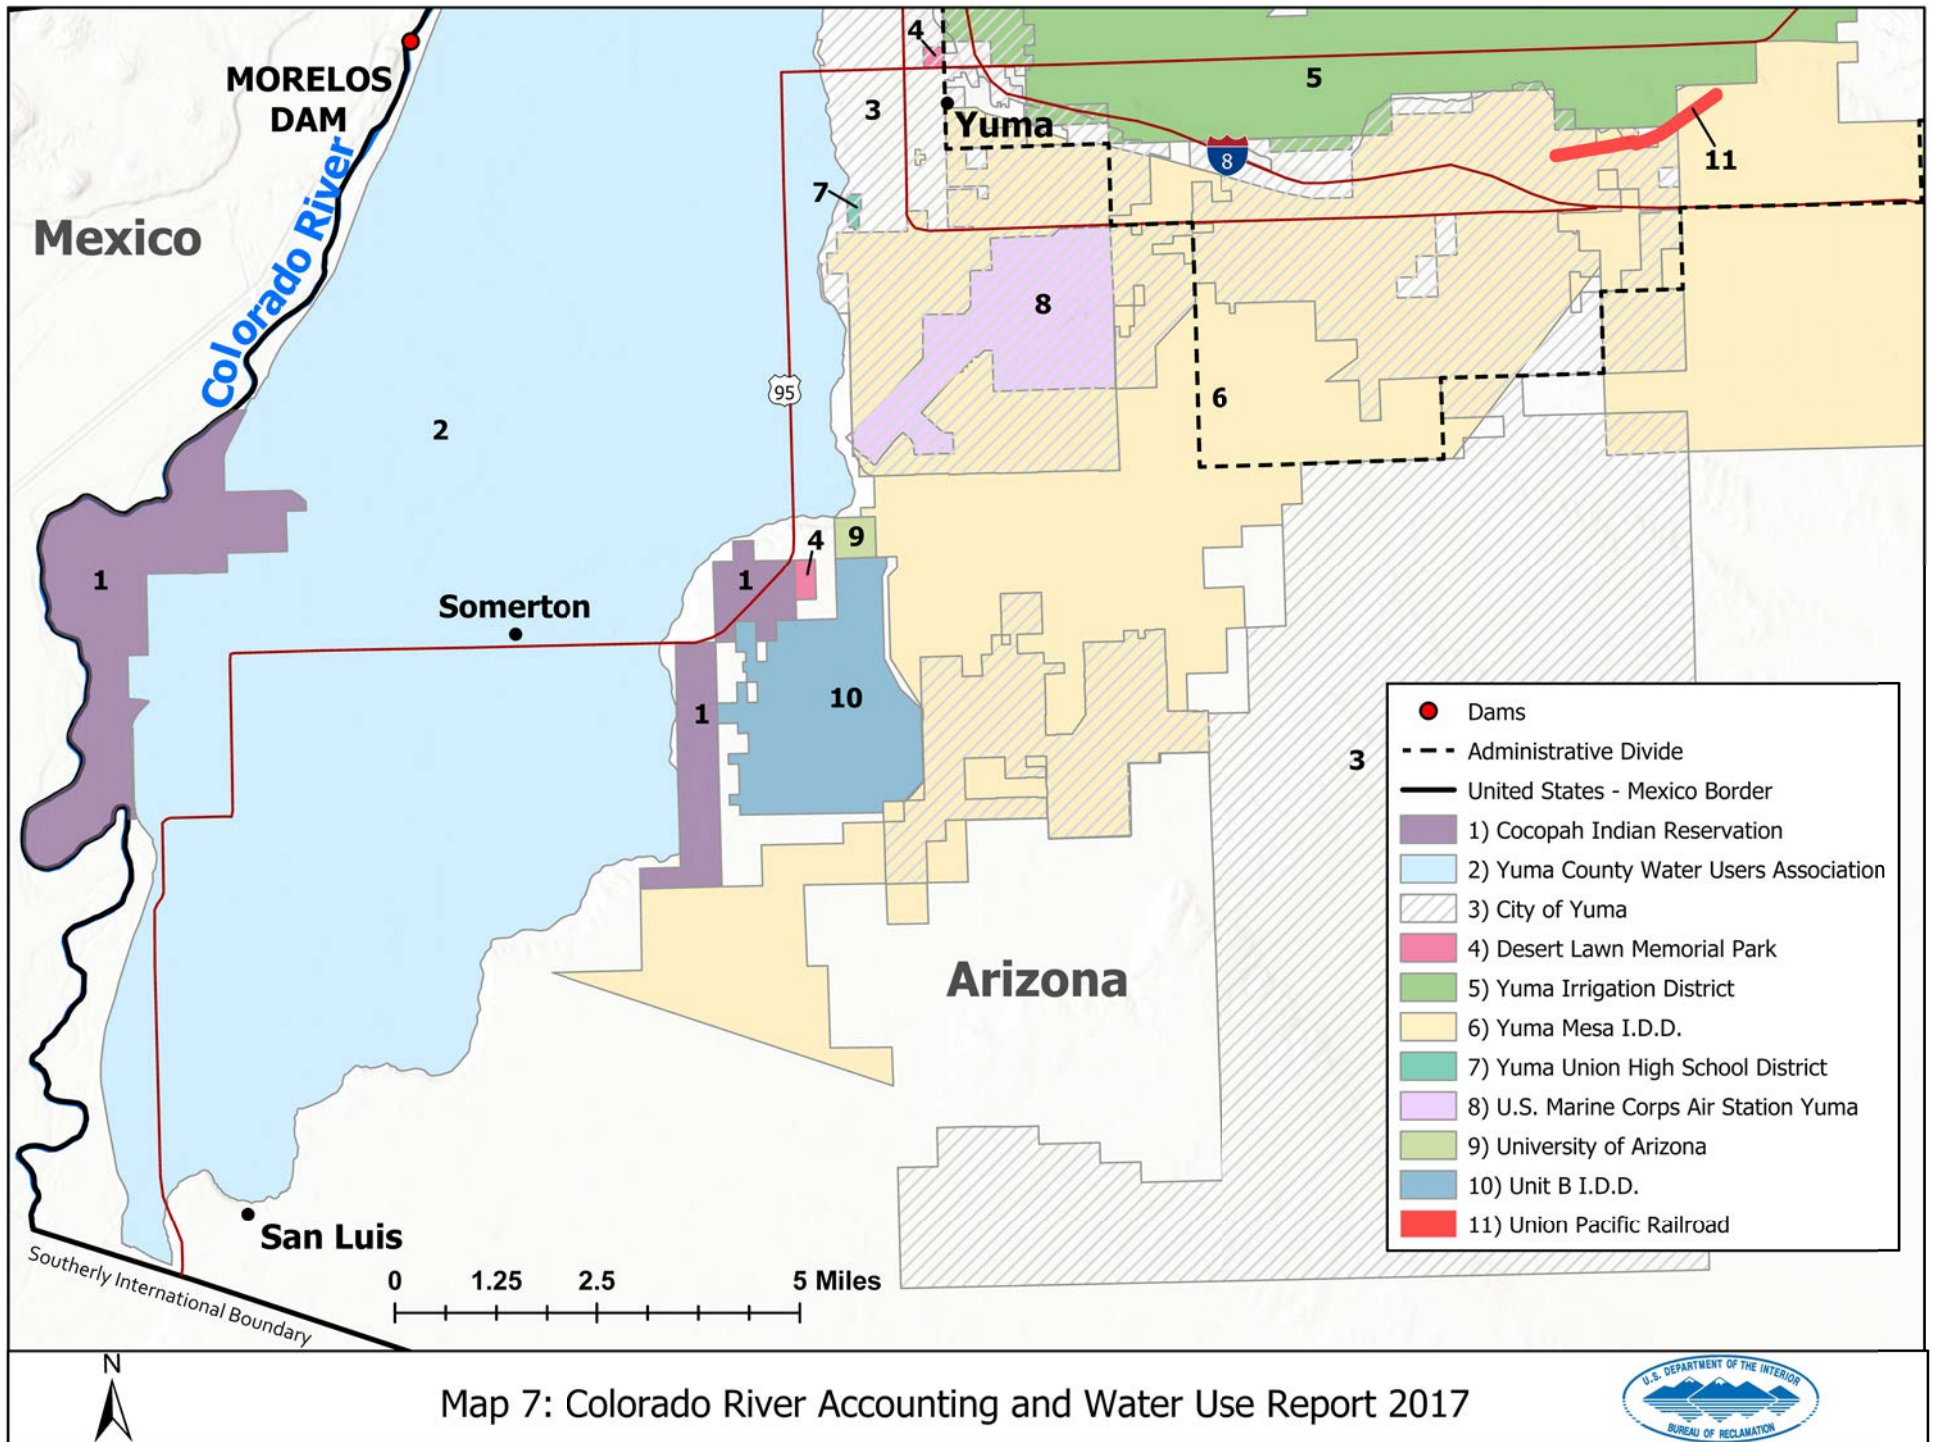 4
MORELOS
DAM
3
5
Yuma
8
11
Colorado River
7
Mexico
8
95
6
2
4
9
1
1
Somerton
10
1
3
Dams
Administrative Divide
United States - Mexico Border
1) Cocopah Indian Reservation
2) Yuma County Water Users Association
3) City of Yuma
4) Desert Lawn Memorial Park
5) Yuma Irrigation District
6) Yuma Mesa I.D.D.
7) Yuma Union High School District
8) U.S. Marine Corps Air Station Yuma
9) University of Arizona
10) Unit B I.D.D.
11) Union Pacific Railroad
Arizona
San Luis
Southerly International Boundary
0 1.25 2.5 5 Miles
N
Map 7: Colorado River Accounting and Water Use Report 2017
U.S. DEPARTMENT OF THE INTERIOR
BUREAU OF RECLAMATION